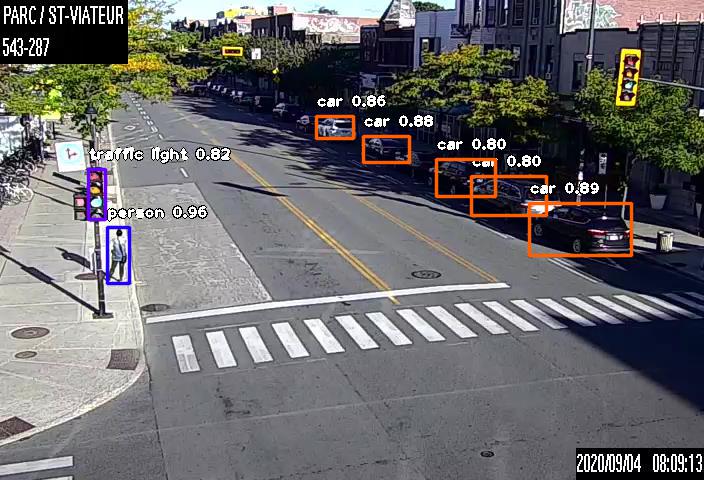 PARC / ST-VIATEUR
543-287
car 0.86
car 0.88
car 0.80
car 0.80
car 0.89
traffic light 0.82
person 0.96
2020/09/04 08:09:13